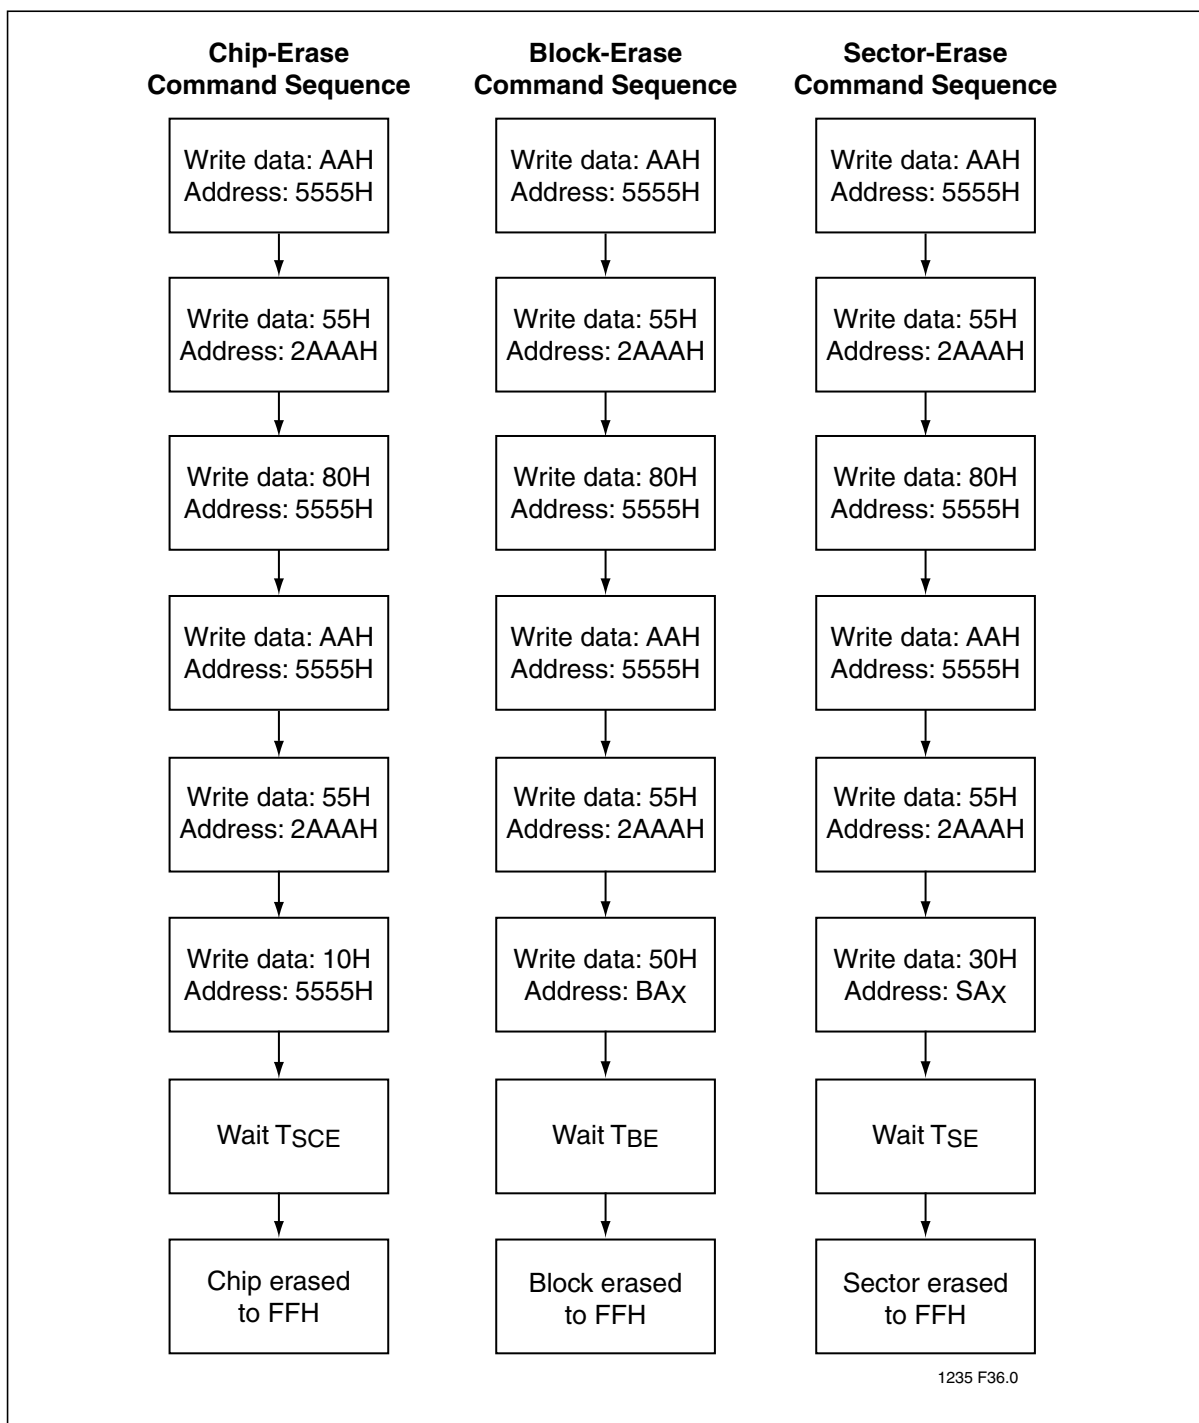 Chip-Erase
Command Sequence
Write data: AAH
Address: 5555H
Write data: 55H
Address: 2AAAH
Write data: 80H
Address: 5555H
Write data: AAH
Address: 5555H
Write data: 55H
Address: 2AAAH
Write data: 10H
Address: 5555H
Wait TSCE
Chip erased
to FFH
Block-Erase
Command Sequence
Write data: AAH
Address: 5555H
Write data: 55H
Address: 2AAAH
Write data: 80H
Address: 5555H
Write data: AAH
Address: 5555H
Write data: 55H
Address: 2AAAH
Write data: 50H
Address: BAX
Wait TBE
Block erased
to FFH
Sector-Erase
Command Sequence
Write data: AAH
Address: 5555H
Write data: 55H
Address: 2AAAH
Write data: 80H
Address: 5555H
Write data: AAH
Address: 5555H
Write data: 55H
Address: 2AAAH
Write data: 30H
Address: SAX
Wait TSE
Sector erased
to FFH
1235 F36.0